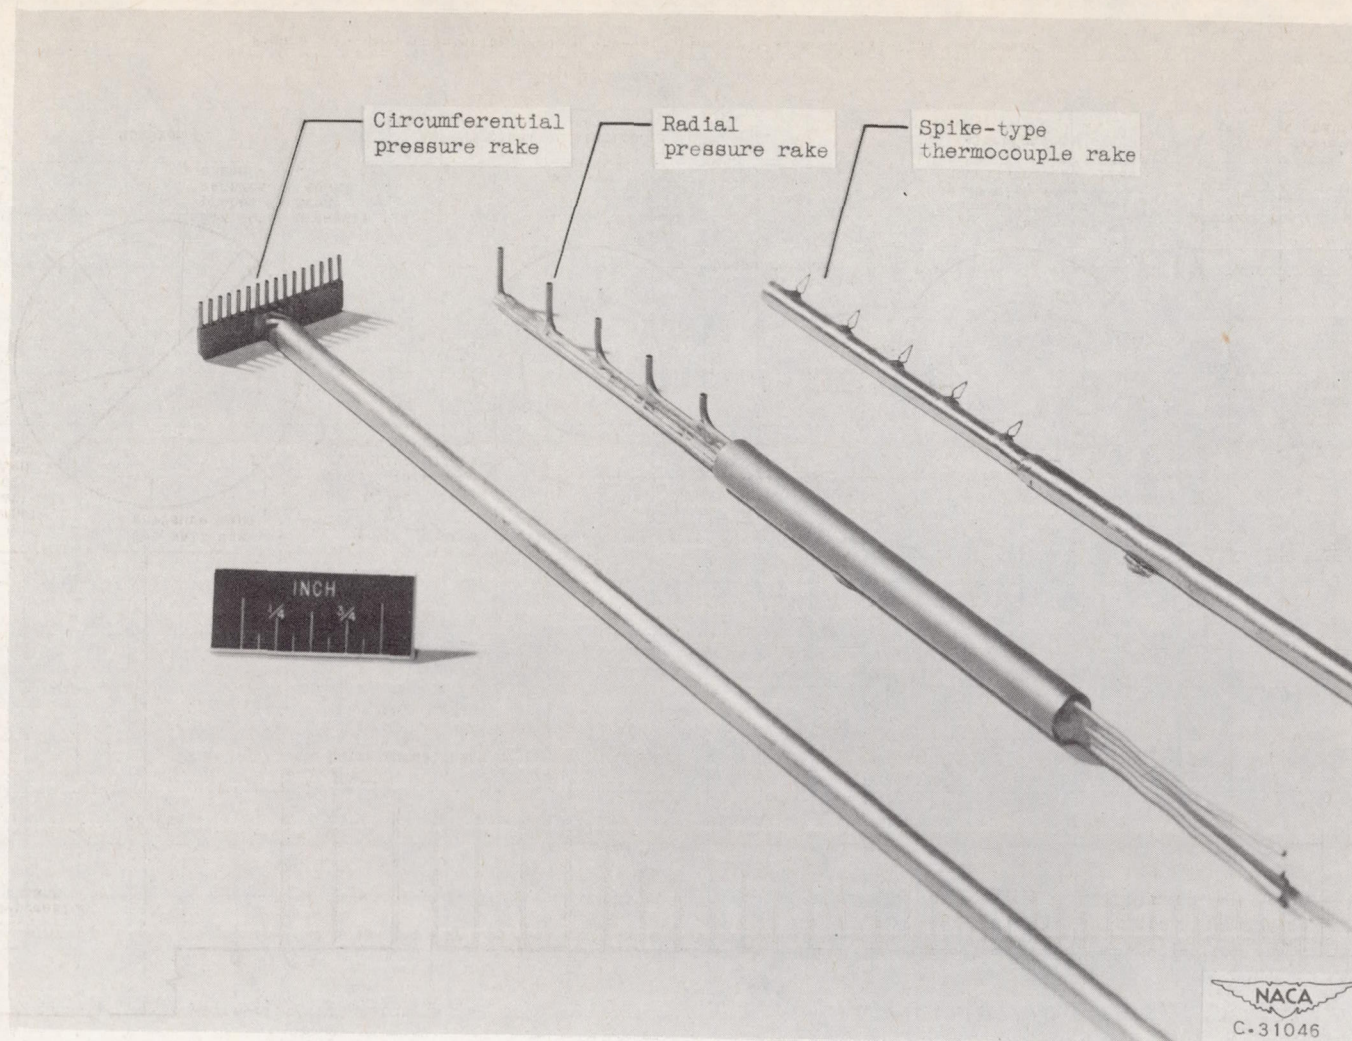 Circumferential
pressure rake
Radial
pressure rake
Spike-type
thermocouple rake
INCH
1/4 3/4
NACA
C-31046